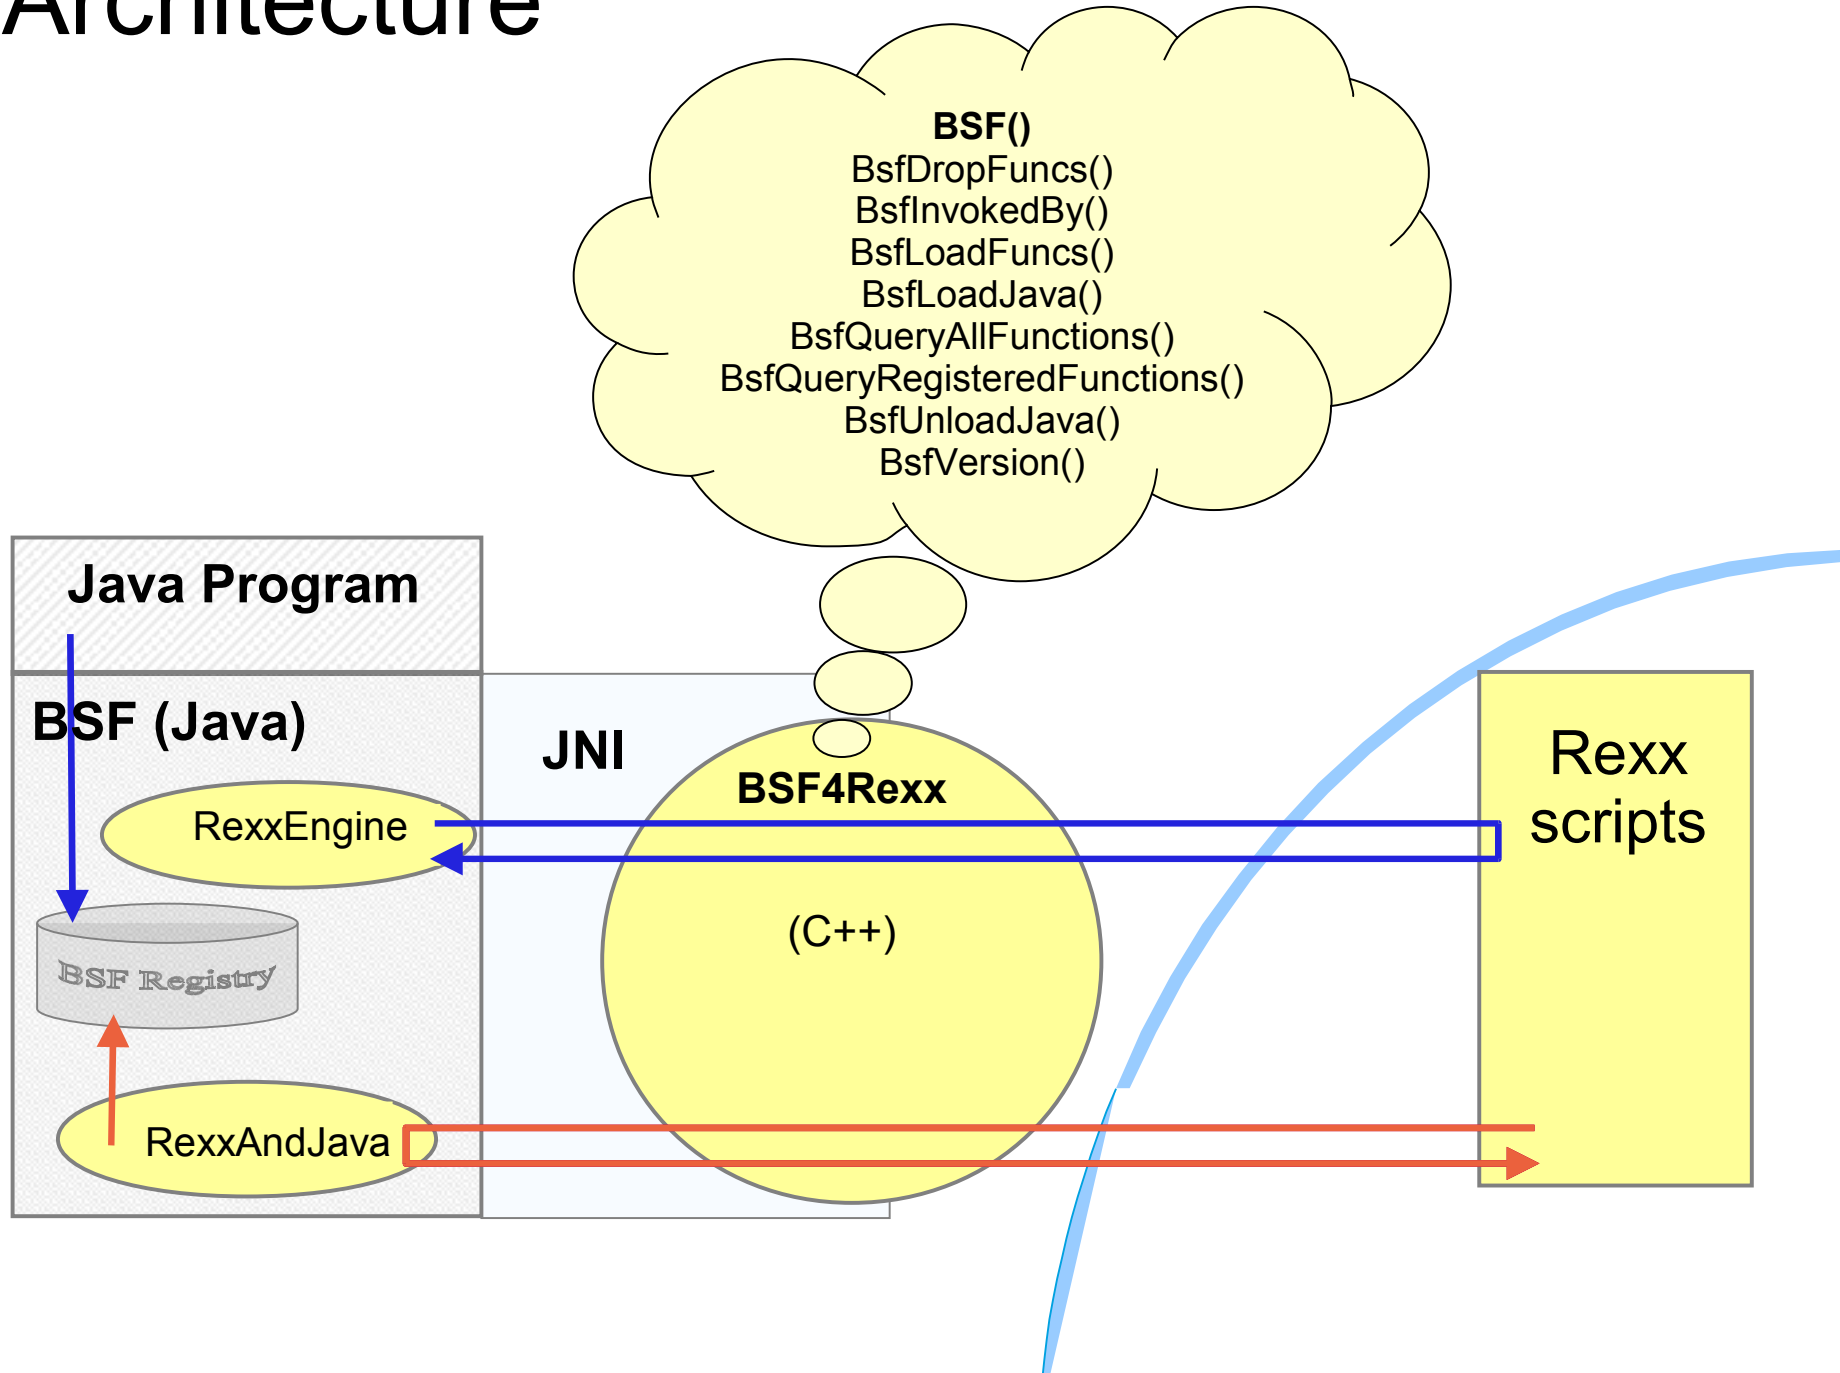 Architecture
BSF()
BsfDropFuncs()
BsfInvokedBy()
BsfLoadFuncs()
BsfLoadJava()
BsfQueryAllFunctions()
BsfQueryRegisteredFunctions()
BsfUnloadJava()
BsfVersion()
Java Program
BSF (Java)
JNI
BSF4Rexx
Rexx
scripts
RexxEngine
(C++)
BSF Registry
RexxAndJava